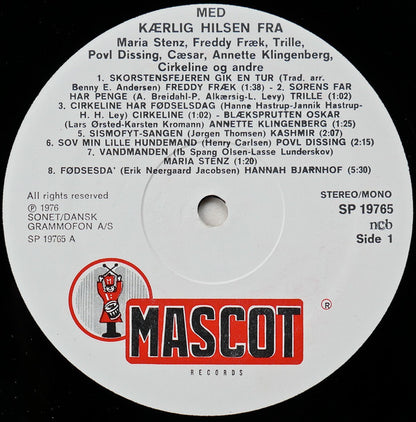 MED
KÆRLIG HILSEN FRA
Maria Stenz, Freddy Fræk, Trille,
Povl Dissing, Cæsar, Annette Klingenberg,
Cirkeline og andre
1. SKORSTENSFEJEREN GIK EN TUR (Trad. arr.
Benny E. Andersen) FREDDY FRÆK (1:38) - 2. SØRENS FAR
HAR PENGE (A. Breidahl-P. Alkærsig-L. Levy) TRILLE (1:02)
3. CIRKELINE HAR FØDSELSDAG (Hanne Hastrup-Jannik Hastrup-
H. H. Ley) CIRKELINE (1:04) - 4. BLÆKSPRUTTEN OSKAR
(Lars Ørsted-Karsten Kromann) ANNETTE KLINGENBERG (1:21)
5. SISMOFYT-SANGEN (Jørgen Thomsen) KASHMIR (2:07)
6. SOV MIN LILLE HUNDEMAND (Henry Carlsen) POVL DISSING (2:15)
7. VANDMANDEN (Ib Spang Olsen-Lasse Lunderskov)
MARIA STENZ (1:20)
8. FØDSESDA' (Erik Neergaard Jacobsen) HANNAH BJARNHOF (5:30)
All rights reserved
℗ 1976
SONET/DANSK
GRAMMOFON A/S
SP 19765 A
STEREO/MONO
SP 19765
ncb
Side 1
MASCOT ®
RECORDS